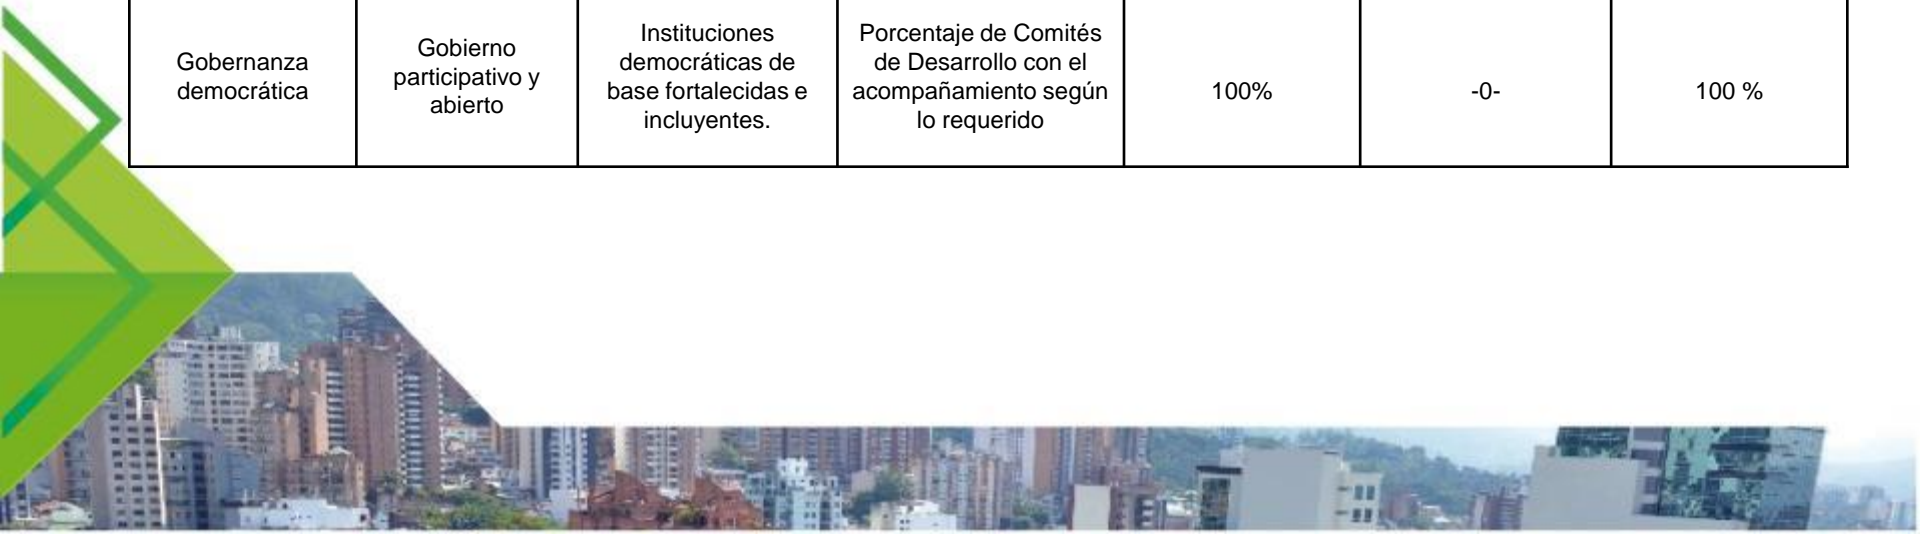 Gobernanza
democrática
Gobierno
participativo y
abierto
Instituciones
democráticas de
base fortalecidas e
incluyentes.
Porcentaje de Comités
de Desarrollo con el
acompañamiento según
lo requerido
100%
-0-
100 %